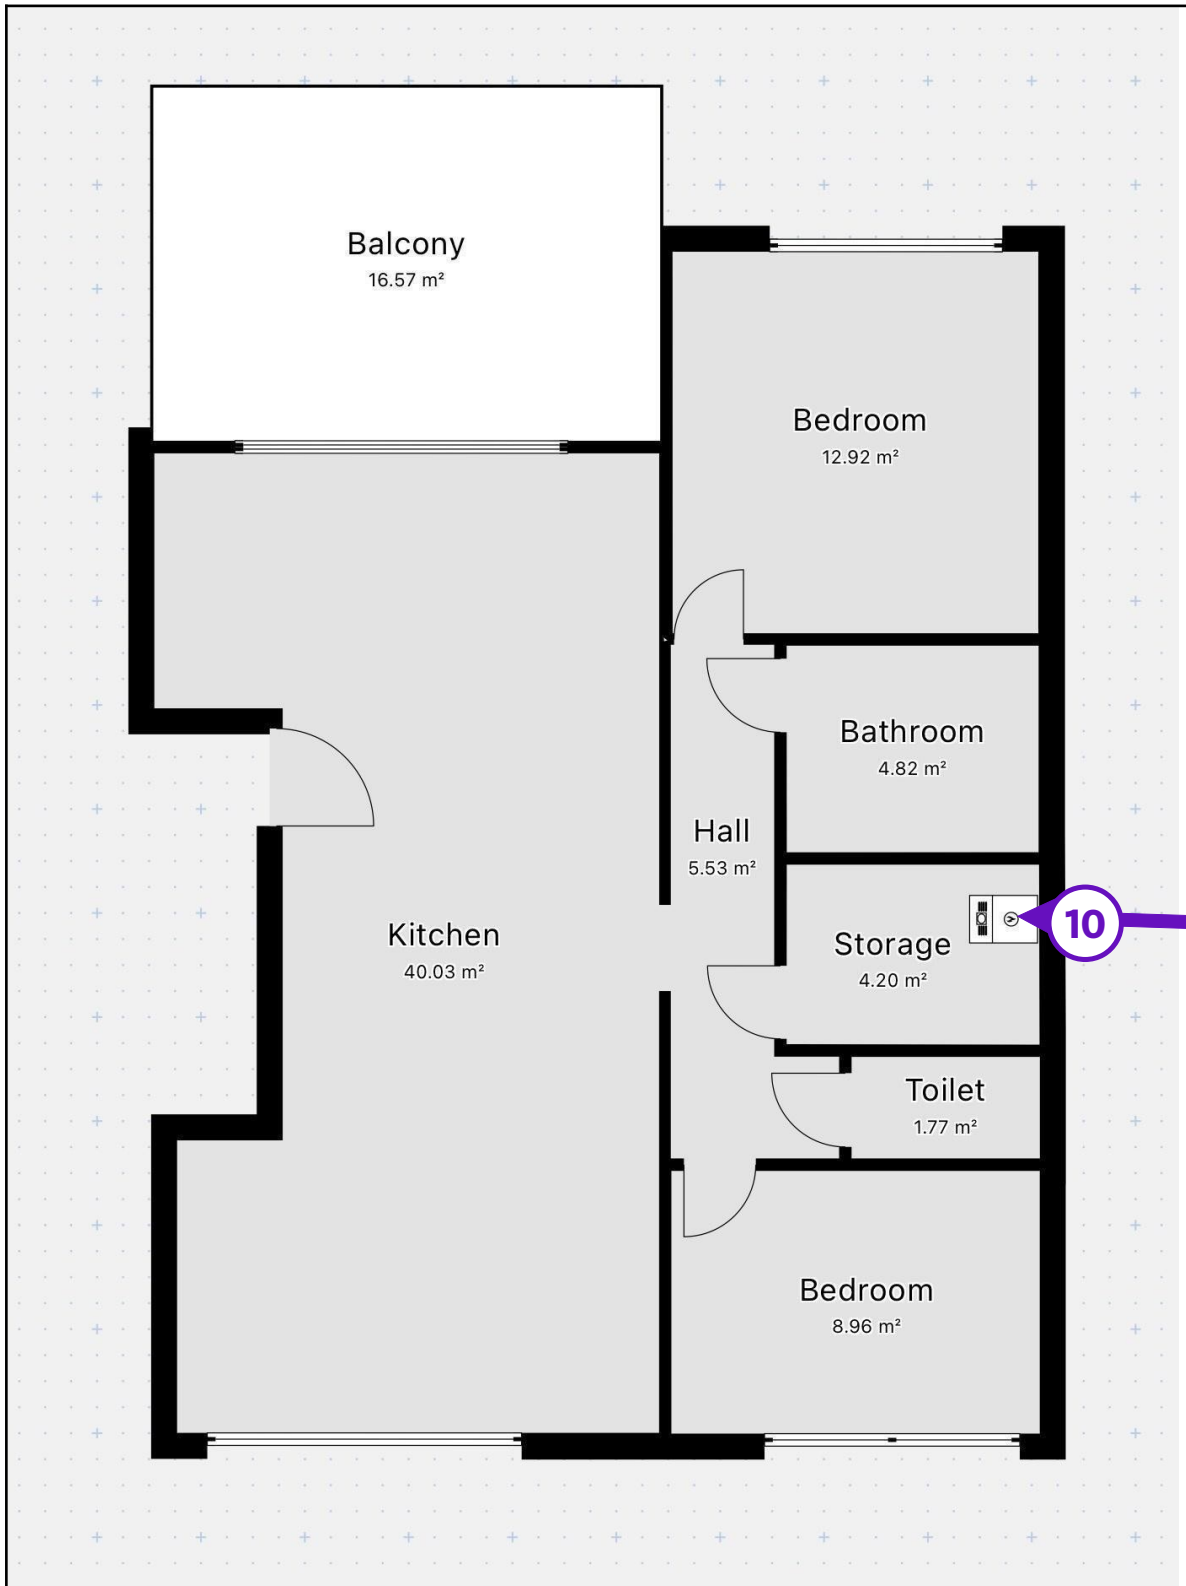 Balcony
16.57 m²
Bedroom
12.92 m²
Bathroom
4.82 m²
Hall
5.53 m²
Kitchen
40.03 m²
Storage
4.20 m²
10
Toilet
1.77 m²
Bedroom
8.96 m²